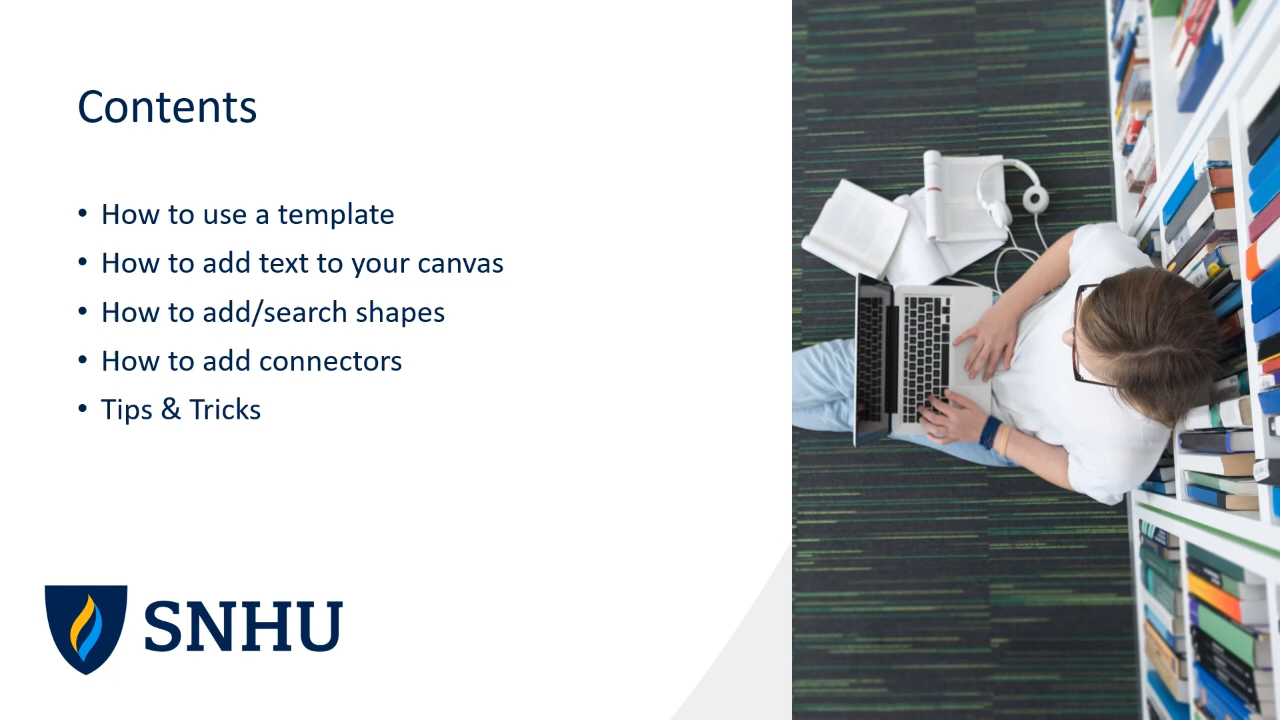 Contents
• How to use a template
• How to add text to your canvas
• How to add/search shapes
• How to add connectors
• Tips & Tricks
SNHU